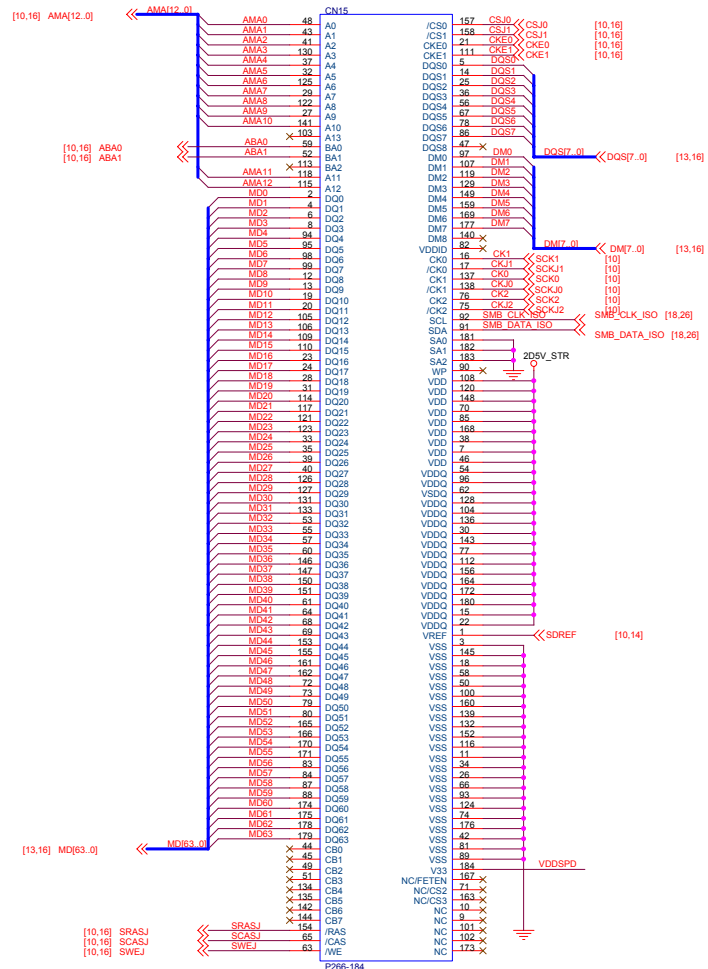 CN15
[10,16] AMA[12..0]
AMA0 48 A0
AMA1 43 A1
AMA2 41 A2
AMA3 130 A3
AMA4 37 A4
AMA5 32 A5
AMA6 125 A6
AMA7 29 A7
AMA8 122 A8
AMA9 27 A9
AMA10 141 A10
103 A13
[10,16] ABA0 ABA0 59 BA0
[10,16] ABA1 ABA1 52 BA1
113 BA2
AMA11 118 A11
AMA12 115 A12
MD0 2 DQ0
MD1 4 DQ1
MD2 6 DQ2
MD3 8 DQ3
MD4 94 DQ4
MD5 95 DQ5
MD6 98 DQ6
MD7 99 DQ7
MD8 12 DQ8
MD9 13 DQ9
MD10 19 DQ10
MD11 20 DQ11
MD12 105 DQ12
MD13 106 DQ13
MD14 109 DQ14
MD15 110 DQ15
MD16 23 DQ16
MD17 24 DQ17
MD18 28 DQ18
MD19 31 DQ19
MD20 114 DQ20
MD21 117 DQ21
MD22 121 DQ22
MD23 123 DQ23
MD24 33 DQ24
MD25 35 DQ25
MD26 39 DQ26
MD27 40 DQ27
MD28 126 DQ28
MD29 127 DQ29
MD30 131 DQ30
MD31 133 DQ31
MD32 53 DQ32
MD33 55 DQ33
MD34 57 DQ34
MD35 60 DQ35
MD36 146 DQ36
MD37 147 DQ37
MD38 150 DQ38
MD39 151 DQ39
MD40 61 DQ40
MD41 64 DQ41
MD42 68 DQ42
MD43 69 DQ43
MD44 153 DQ44
MD45 155 DQ45
MD46 161 DQ46
MD47 162 DQ47
MD48 72 DQ48
MD49 73 DQ49
MD50 79 DQ50
MD51 80 DQ51
MD52 165 DQ52
MD53 166 DQ53
MD54 170 DQ54
MD55 171 DQ55
MD56 83 DQ56
MD57 84 DQ57
MD58 87 DQ58
MD59 88 DQ59
MD60 174 DQ60
MD61 175 DQ61
MD62 178 DQ62
MD63 179 DQ63
[13,16] MD[63..0] MD[63..0]
44 CB0
45 CB1
49 CB2
51 CB3
134 CB4
135 CB5
142 CB6
144 CB7
[10,16] SRASJ SRASJ 154 /RAS
[10,16] SCASJ SCASJ 65 /CAS
[10,16] SWEJ SWEJ 63 /WE
/CS0 157 CSJ0 CSJ0 [10,16]
/CS1 158 CSJ1 CSJ1 [10,16]
CKE0 21 CKE0 CKE0 [10,16]
CKE1 111 CKE1 CKE1 [10,16]
DQS0 5 DQS0
DQS1 14 DQS1
DQS2 25 DQS2
DQS3 36 DQS3
DQS4 56 DQS4
DQS5 67 DQS5
DQS6 78 DQS6
DQS7 86 DQS7
DQS8 47
DQS[7..0] DQS[7..0] [13,16]
DM0 97 DM0
DM1 107 DM1
DM2 119 DM2
DM3 129 DM3
DM4 149 DM4
DM5 159 DM5
DM6 169 DM6
DM7 177 DM7
DM8 140
VDDID 82
DM[7..0] DM[7..0] [13,16]
CK0 16 CK1 SCK1 [10]
/CK0 17 CKJ1 SCKJ1 [10]
CK1 137 CK0 SCK0 [10]
/CK1 138 CKJ0 SCKJ0 [10]
CK2 76 CK2 SCK2 [10]
/CK2 75 CKJ2 SCKJ2 [10]
SCL 92 SMB_CLK_ISO SMB_CLK_ISO [18,26]
SDA 91 SMB_DATA_ISO SMB_DATA_ISO [18,26]
SA0 181
SA1 182
SA2 183
2D5V_STR
WP 90
VDD 108
VDD 120
VDD 148
VDD 70
VDD 85
VDD 168
VDD 38
VDD 7
VDD 46
VDDQ 54
VDDQ 96
VSDQ 62
VDDQ 128
VDDQ 104
VDDQ 136
VDDQ 30
VDDQ 143
VDDQ 77
VDDQ 112
VDDQ 156
VDDQ 164
VDDQ 172
VDDQ 180
VDDQ 15
VDDQ 22
VREF 1 SDREF [10,14]
VSS 3
VSS 145
VSS 18
VSS 58
VSS 50
VSS 100
VSS 160
VSS 139
VSS 132
VSS 152
VSS 116
VSS 11
VSS 34
VSS 26
VSS 66
VSS 93
VSS 124
VSS 74
VSS 176
VSS 42
VSS 81
VSS 89
V33 184 VDDSPD
NC/FETEN 167
NC/CS2 71
NC/CS3 163
NC 10
NC 9
NC 101
NC 102
NC 173
P266-184